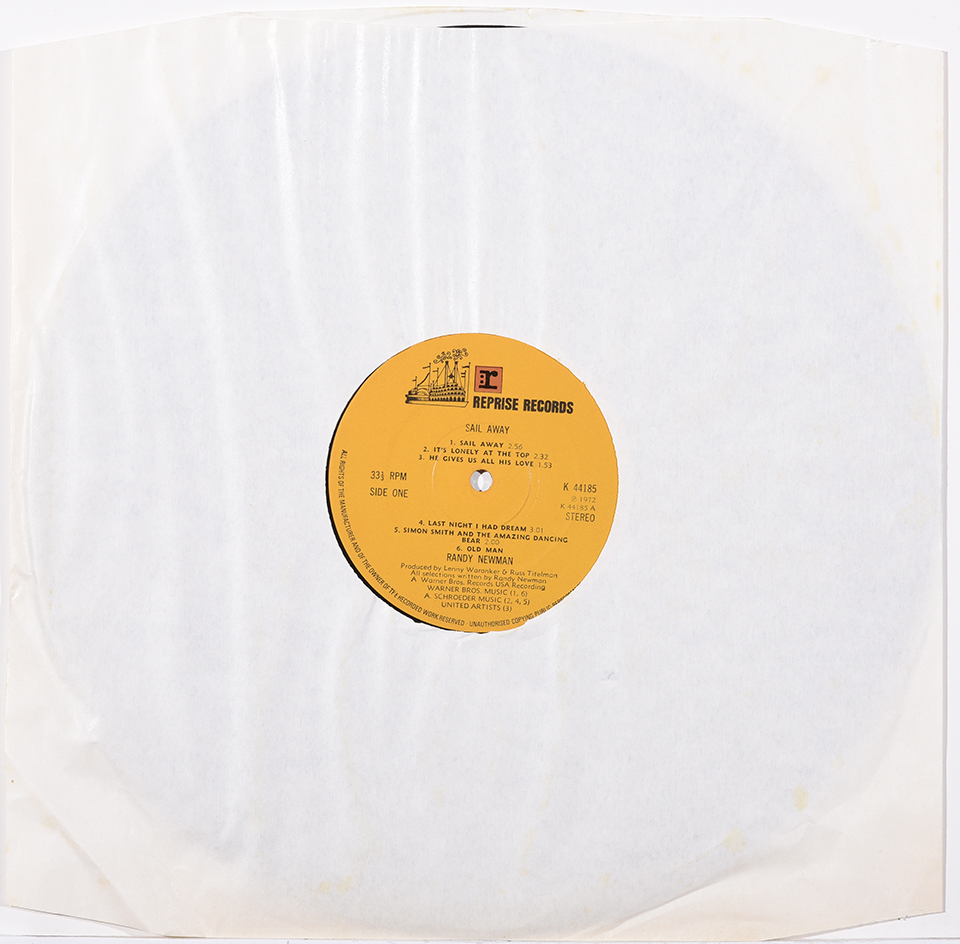 r
REPRISE RECORDS
SAIL AWAY
1. SAIL AWAY 2.56
2. IT'S LONELY AT THE TOP 2.32
3. HE GIVES US ALL HIS LOVE 1.53
33⅓ RPM
SIDE ONE
K 44185
℗ 1972
K 44185 A
STEREO
4. LAST NIGHT I HAD DREAM 3.01
5. SIMON SMITH AND THE AMAZING DANCING
BEAR 2.00
6. OLD MAN
RANDY NEWMAN
Produced by Lenny Waronker & Russ Titelman
All selections written by Randy Newman
A Warner Bros. Records USA Recording
WARNER BROS. MUSIC (1, 6)
A. SCHROEDER MUSIC (2, 4, 5)
UNITED ARTISTS (3)
ALL RIGHTS OF THE MANUFACTURER AND OF THE OWNER OF THE RECORDED WORK RESERVED · UNAUTHORISED COPYING PUBLIC